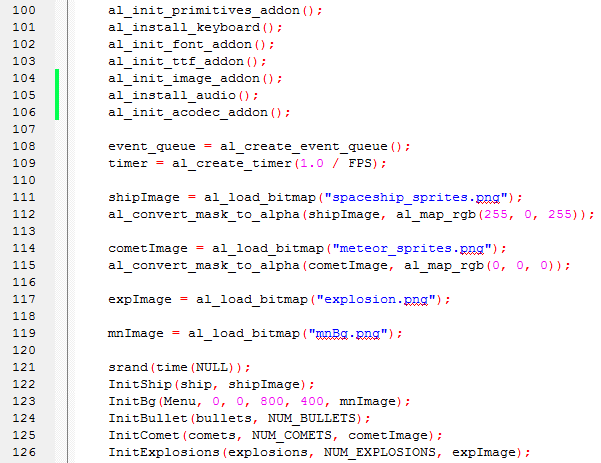 100 al_init_primitives_addon();
101 al_install_keyboard();
102 al_init_font_addon();
103 al_init_ttf_addon();
104 al_init_image_addon();
105 al_install_audio();
106 al_init_acodec_addon();
107
108 event_queue = al_create_event_queue();
109 timer = al_create_timer(1.0 / FPS);
110
111 shipImage = al_load_bitmap("spaceship_sprites.png");
112 al_convert_mask_to_alpha(shipImage, al_map_rgb(255, 0, 255));
113
114 cometImage = al_load_bitmap("meteor_sprites.png");
115 al_convert_mask_to_alpha(cometImage, al_map_rgb(0, 0, 0));
116
117 expImage = al_load_bitmap("explosion.png");
118
119 mnImage = al_load_bitmap("mnBg.png");
120
121 srand(time(NULL));
122 InitShip(ship, shipImage);
123 InitBg(Menu, 0, 0, 800, 400, mnImage);
124 InitBullet(bullets, NUM_BULLETS);
125 InitComet(comets, NUM_COMETS, cometImage);
126 InitExplosions(explosions, NUM_EXPLOSIONS, expImage);